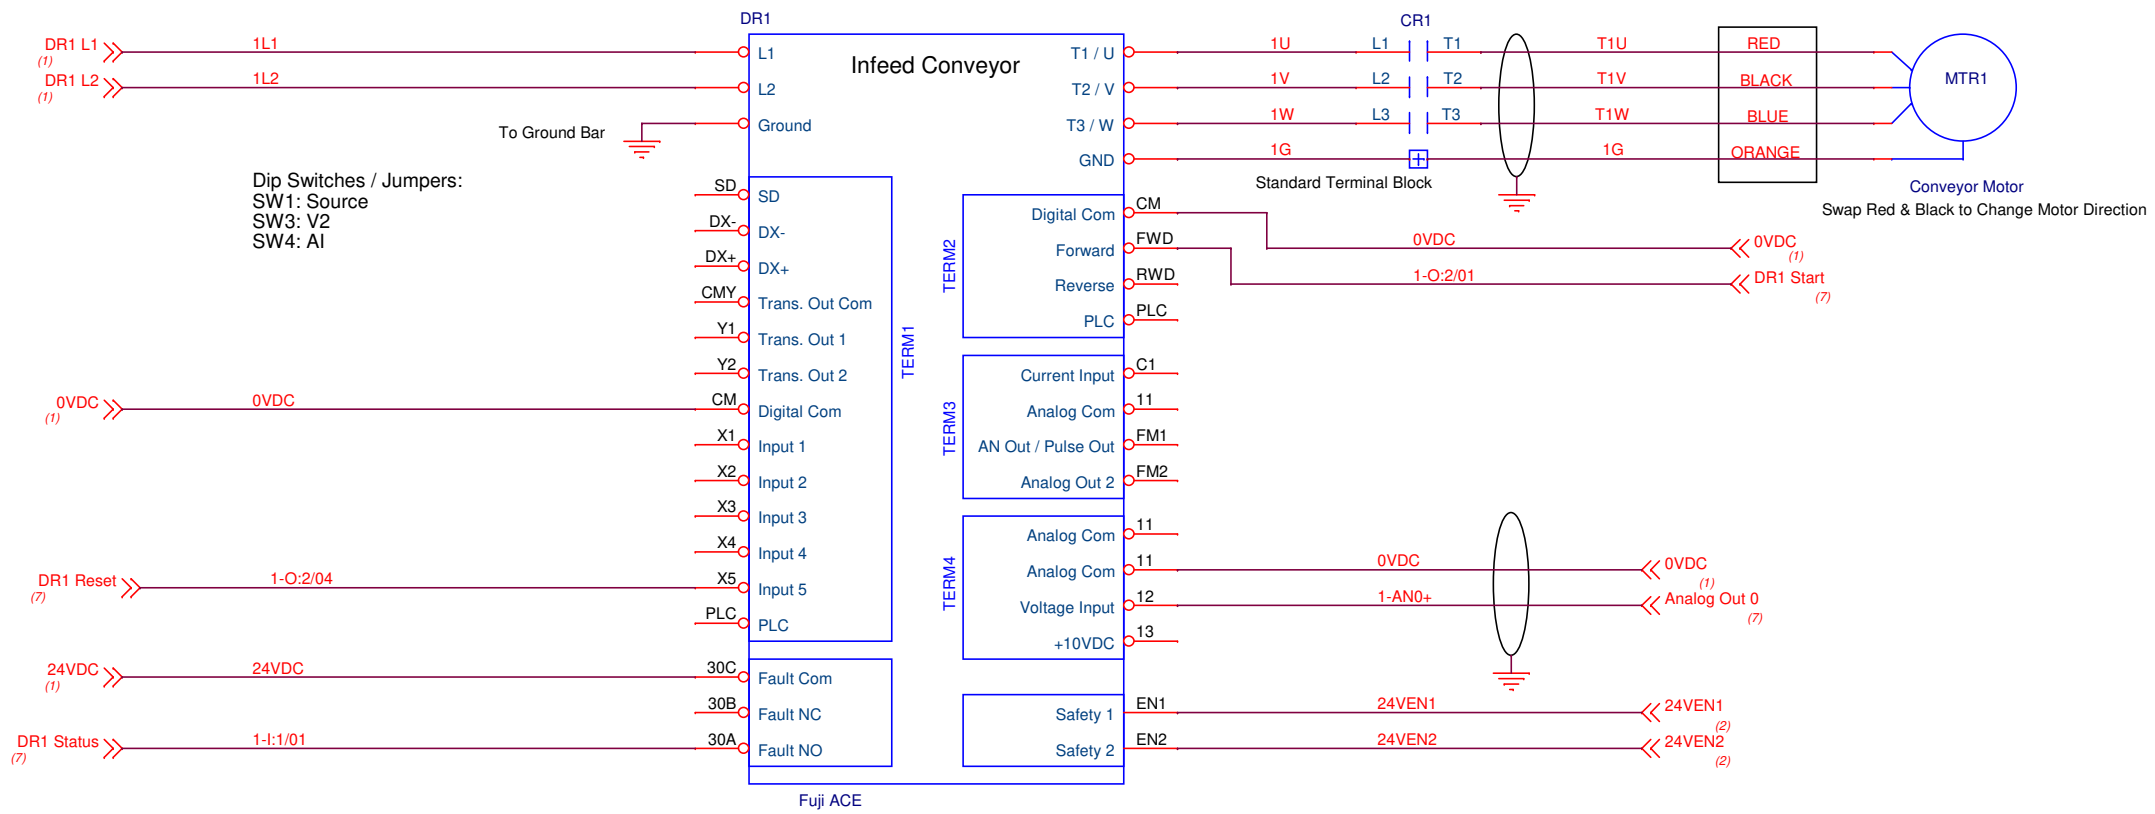 DR1
CR1
DR1 L1
(1)
1L1
L1
Infeed Conveyor
T1 / U
1U
L1
T1
T1U
RED
MTR1
DR1 L2
(1)
1L2
L2
T2 / V
1V
L2
T2
T1V
BLACK
To Ground Bar
Ground
T3 / W
1W
L3
T3
T1W
BLUE
GND
1G
1G
ORANGE
Standard Terminal Block
Conveyor Motor
Swap Red & Black to Change Motor Direction
Dip Switches / Jumpers:
SW1: Source
SW3: V2
SW4: AI
TERM1
SD
SD
DX-
DX-
DX+
DX+
CMY
Trans. Out Com
Y1
Trans. Out 1
Y2
Trans. Out 2
0VDC
(1)
0VDC
CM
Digital Com
X1
Input 1
X2
Input 2
X3
Input 3
X4
Input 4
DR1 Reset
(7)
1-O:2/04
X5
Input 5
PLC
PLC
24VDC
(1)
24VDC
30C
Fault Com
30B
Fault NC
DR1 Status
(7)
1-I:1/01
30A
Fault NO
TERM2
Digital Com
CM
0VDC
0VDC
(1)
Forward
FWD
1-O:2/01
DR1 Start
(7)
Reverse
RWD
PLC
PLC
TERM3
Current Input
C1
Analog Com
11
AN Out / Pulse Out
FM1
Analog Out 2
FM2
TERM4
Analog Com
11
Analog Com
11
0VDC
0VDC
(1)
Voltage Input
12
1-AN0+
Analog Out 0
(7)
+10VDC
13
Safety 1
EN1
24VEN1
24VEN1
(2)
Safety 2
EN2
24VEN2
24VEN2
(2)
Fuji ACE